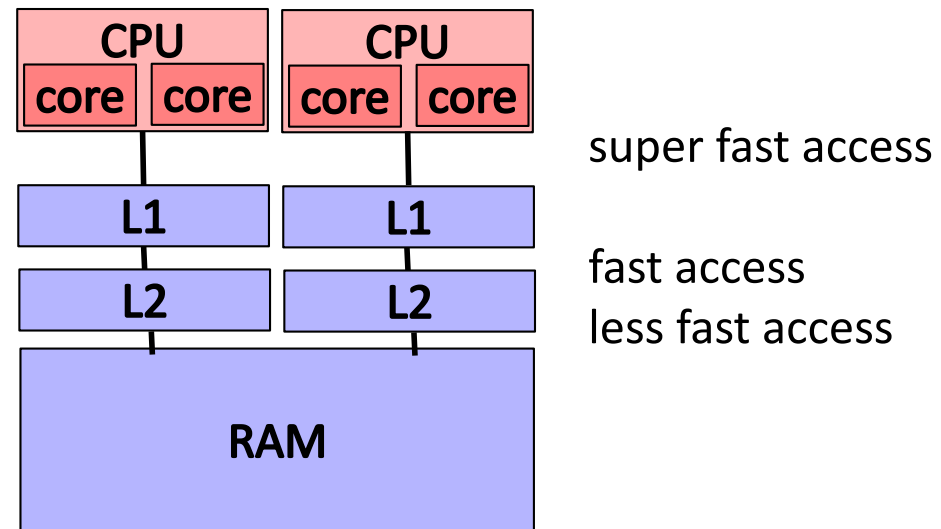 CPU CPU
core core core core
super fast access
L1 L1
fast access
L2 L2
less fast access
RAM